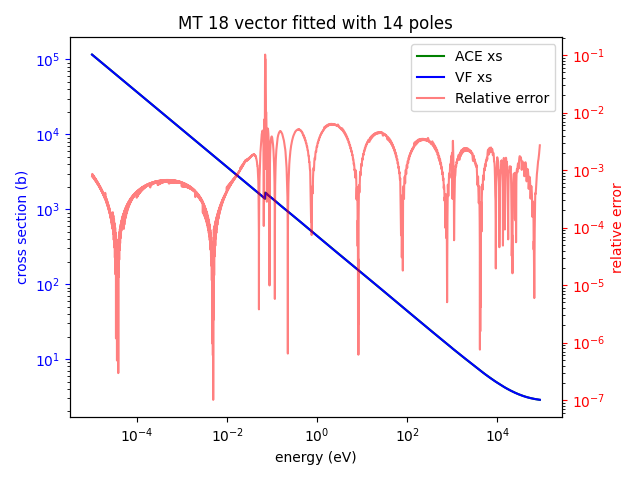 MT 18 vector fitted with 14 poles
ACE xs
VF xs
Relative error
cross section (b)
10^5
10^4
10^3
10^2
10^1
relative error
10^-1
10^-2
10^-3
10^-4
10^-5
10^-6
10^-7
10^-4 10^-2 10^0 10^2 10^4
energy (eV)